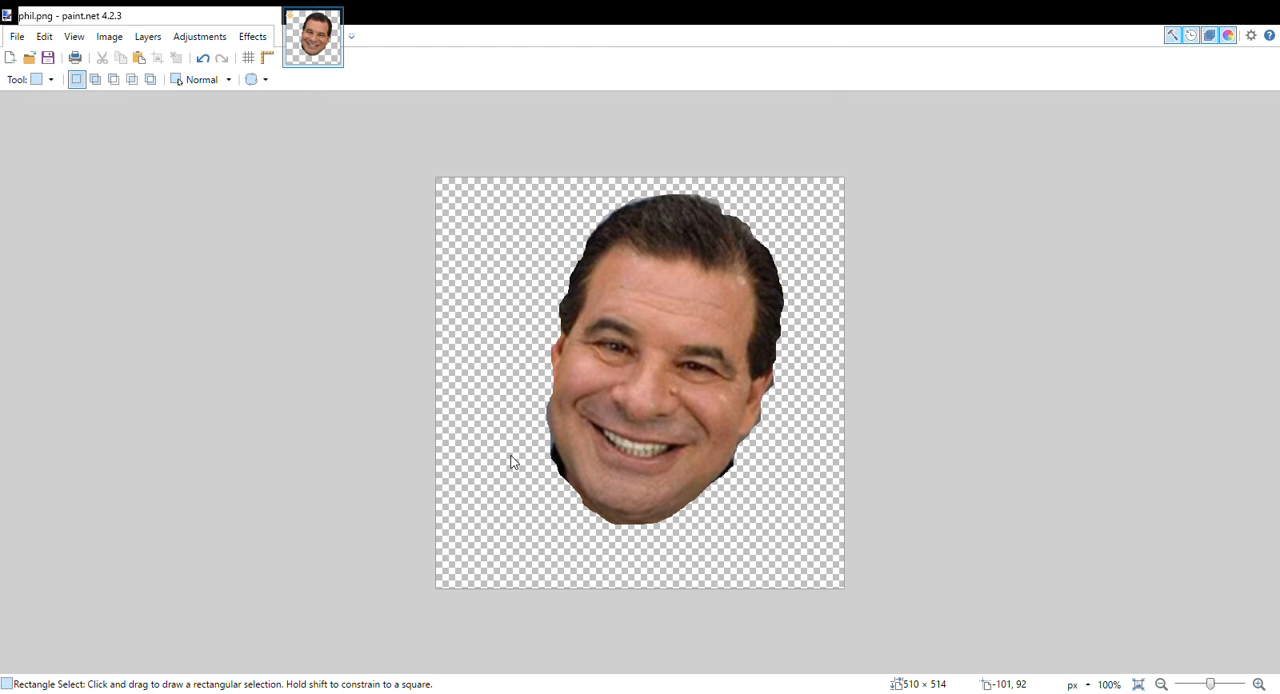 phil.png - paint.net 4.2.3
File Edit View Image Layers Adjustments Effects
Tool: Normal
Rectangle Select: Click and drag to draw a rectangular selection. Hold shift to constrain to a square. 510 × 514 -101, 92 px 100%